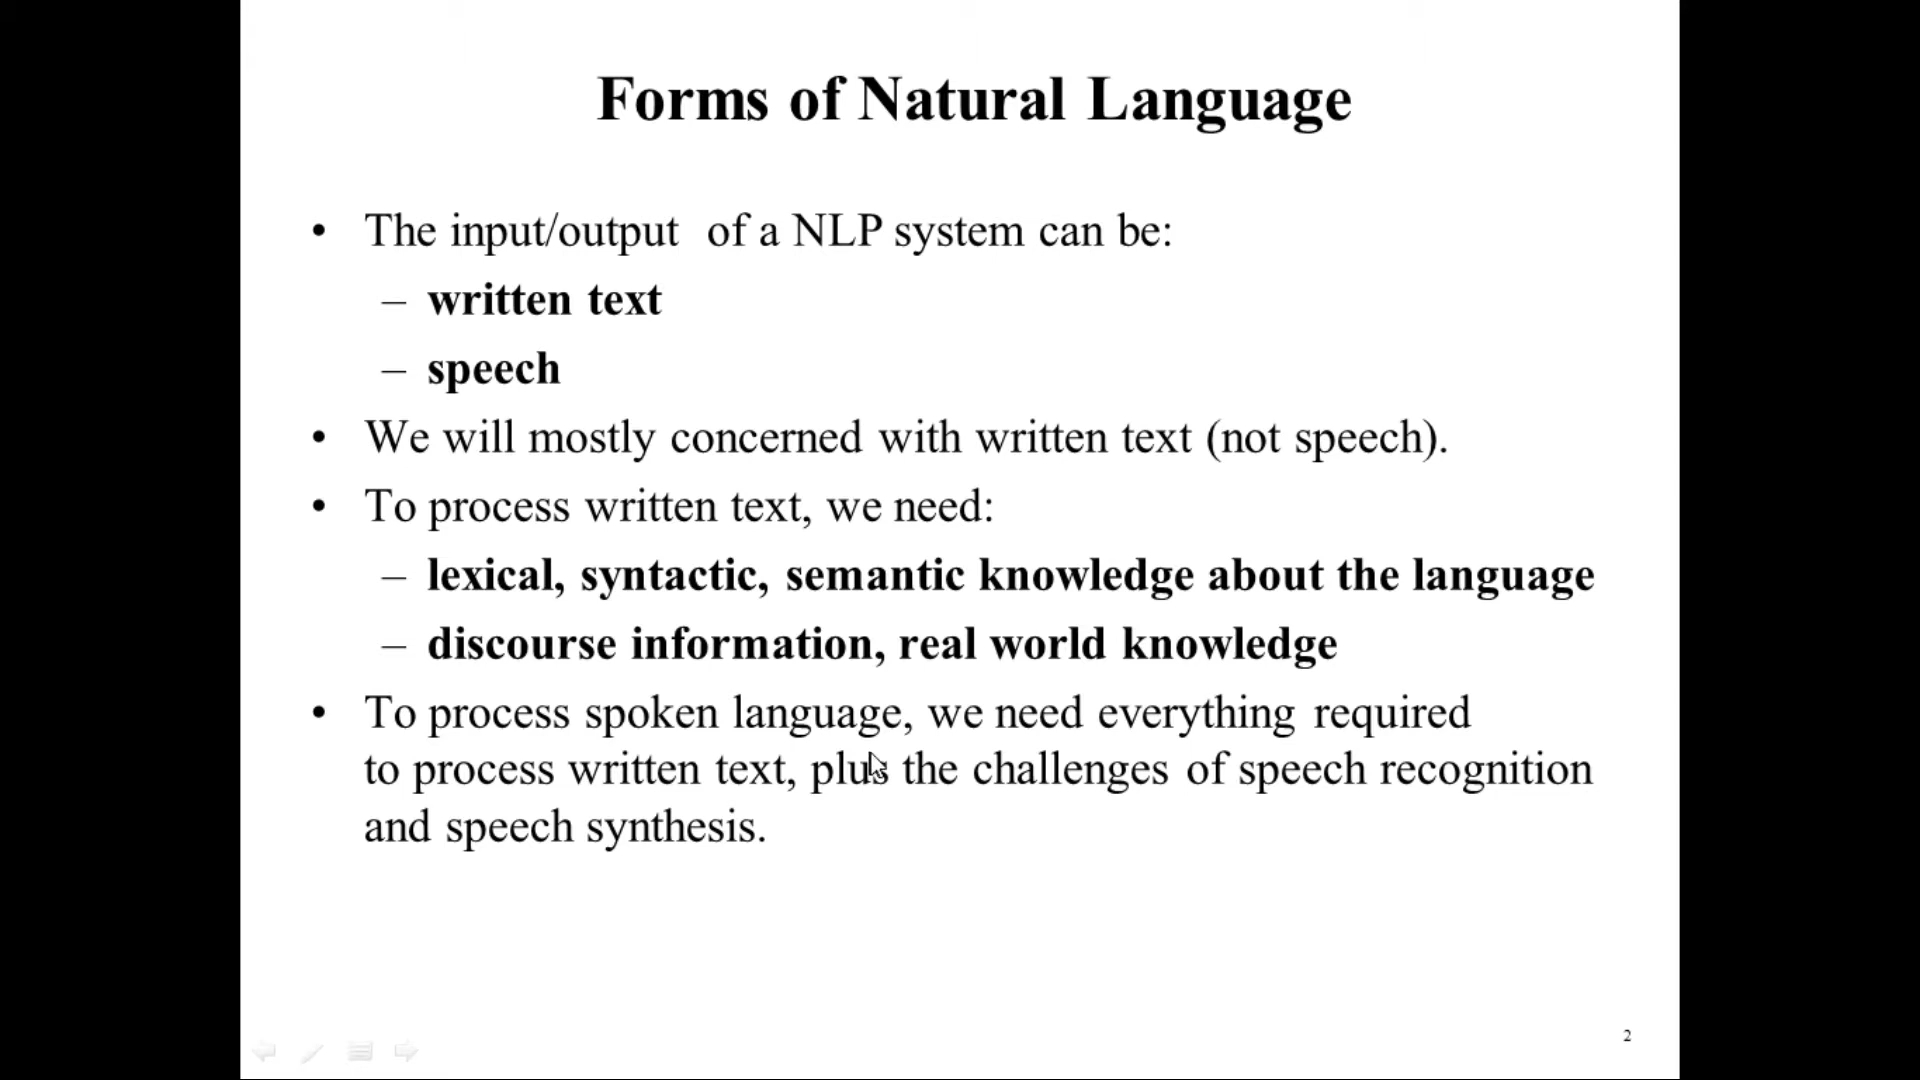 Forms of Natural Language
• The input/output of a NLP system can be:
– written text
– speech
• We will mostly concerned with written text (not speech).
• To process written text, we need:
– lexical, syntactic, semantic knowledge about the language
– discourse information, real world knowledge
• To process spoken language, we need everything required
to process written text, plus the challenges of speech recognition
and speech synthesis.
2